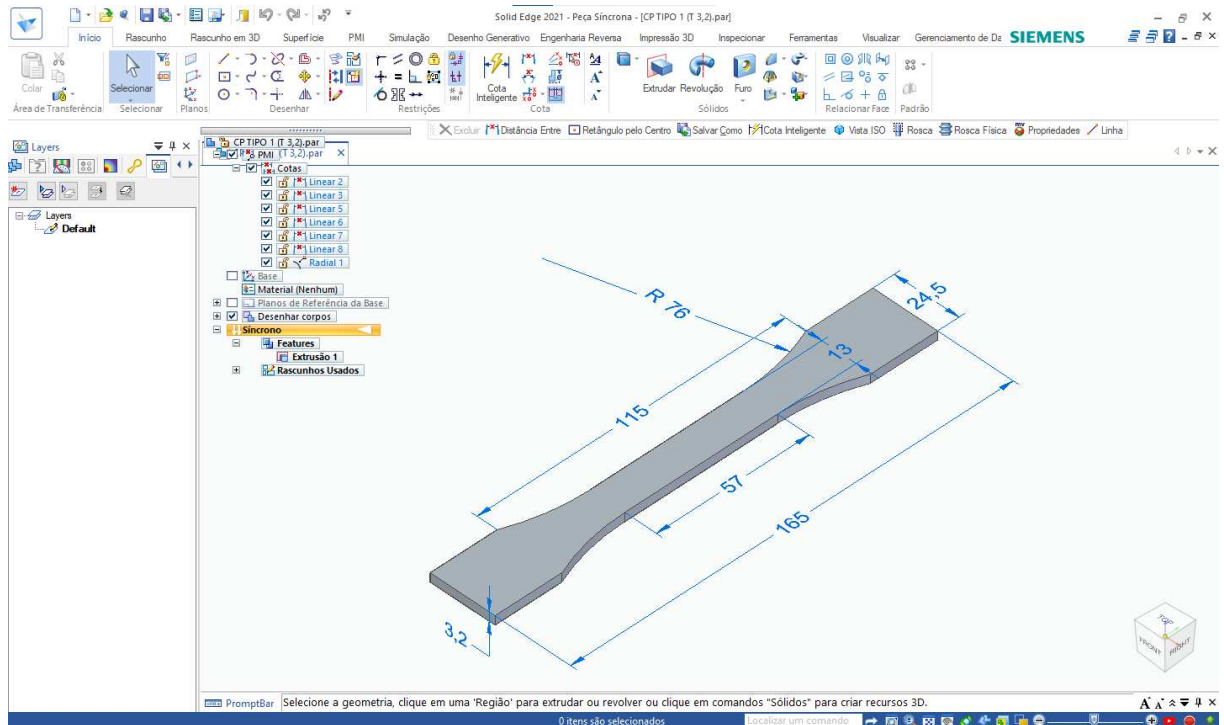 Solid Edge 2021 - Peça Síncrona - [CP TIPO 1 (T 3,2).par]
Início Rascunho Rascunho em 3D Superfície PMI Simulação Desenho Generativo Engenharia Reversa Impressão 3D Inspecionar Ferramentas Visualizar Gerenciamento de Da SIEMENS
Colar Selecionar Cota Inteligente Extrudar Revolução Furo
Área de Transferência Selecionar Planos Desenhar Restrições Cota Sólidos Relacionar Face Padrão
Excluir Distância Entre Retângulo pelo Centro Salvar Como Cota Inteligente Vista ISO Rosca Rosca Física Propriedades Linha
Layers
Layers
Default
CP TIPO 1 (T 3,2).par
PMI (T 3,2).par
Cotas
Linear 2
Linear 3
Linear 5
Linear 6
Linear 7
Linear 8
Radial 1
Base
Material (Nenhum)
Planos de Referência da Base
Desenhar corpos
Síncrono
Features
Extrusão 1
Rascunhos Usados
R 76
24,5
13
115
57
165
3,2
TOP
FRONT
RIGHT
PromptBar Selecione a geometria, clique em uma 'Região' para extrudar ou revolver ou clique em comandos "Sólidos" para criar recursos 3D.
0 itens são selecionados Localizar um comando